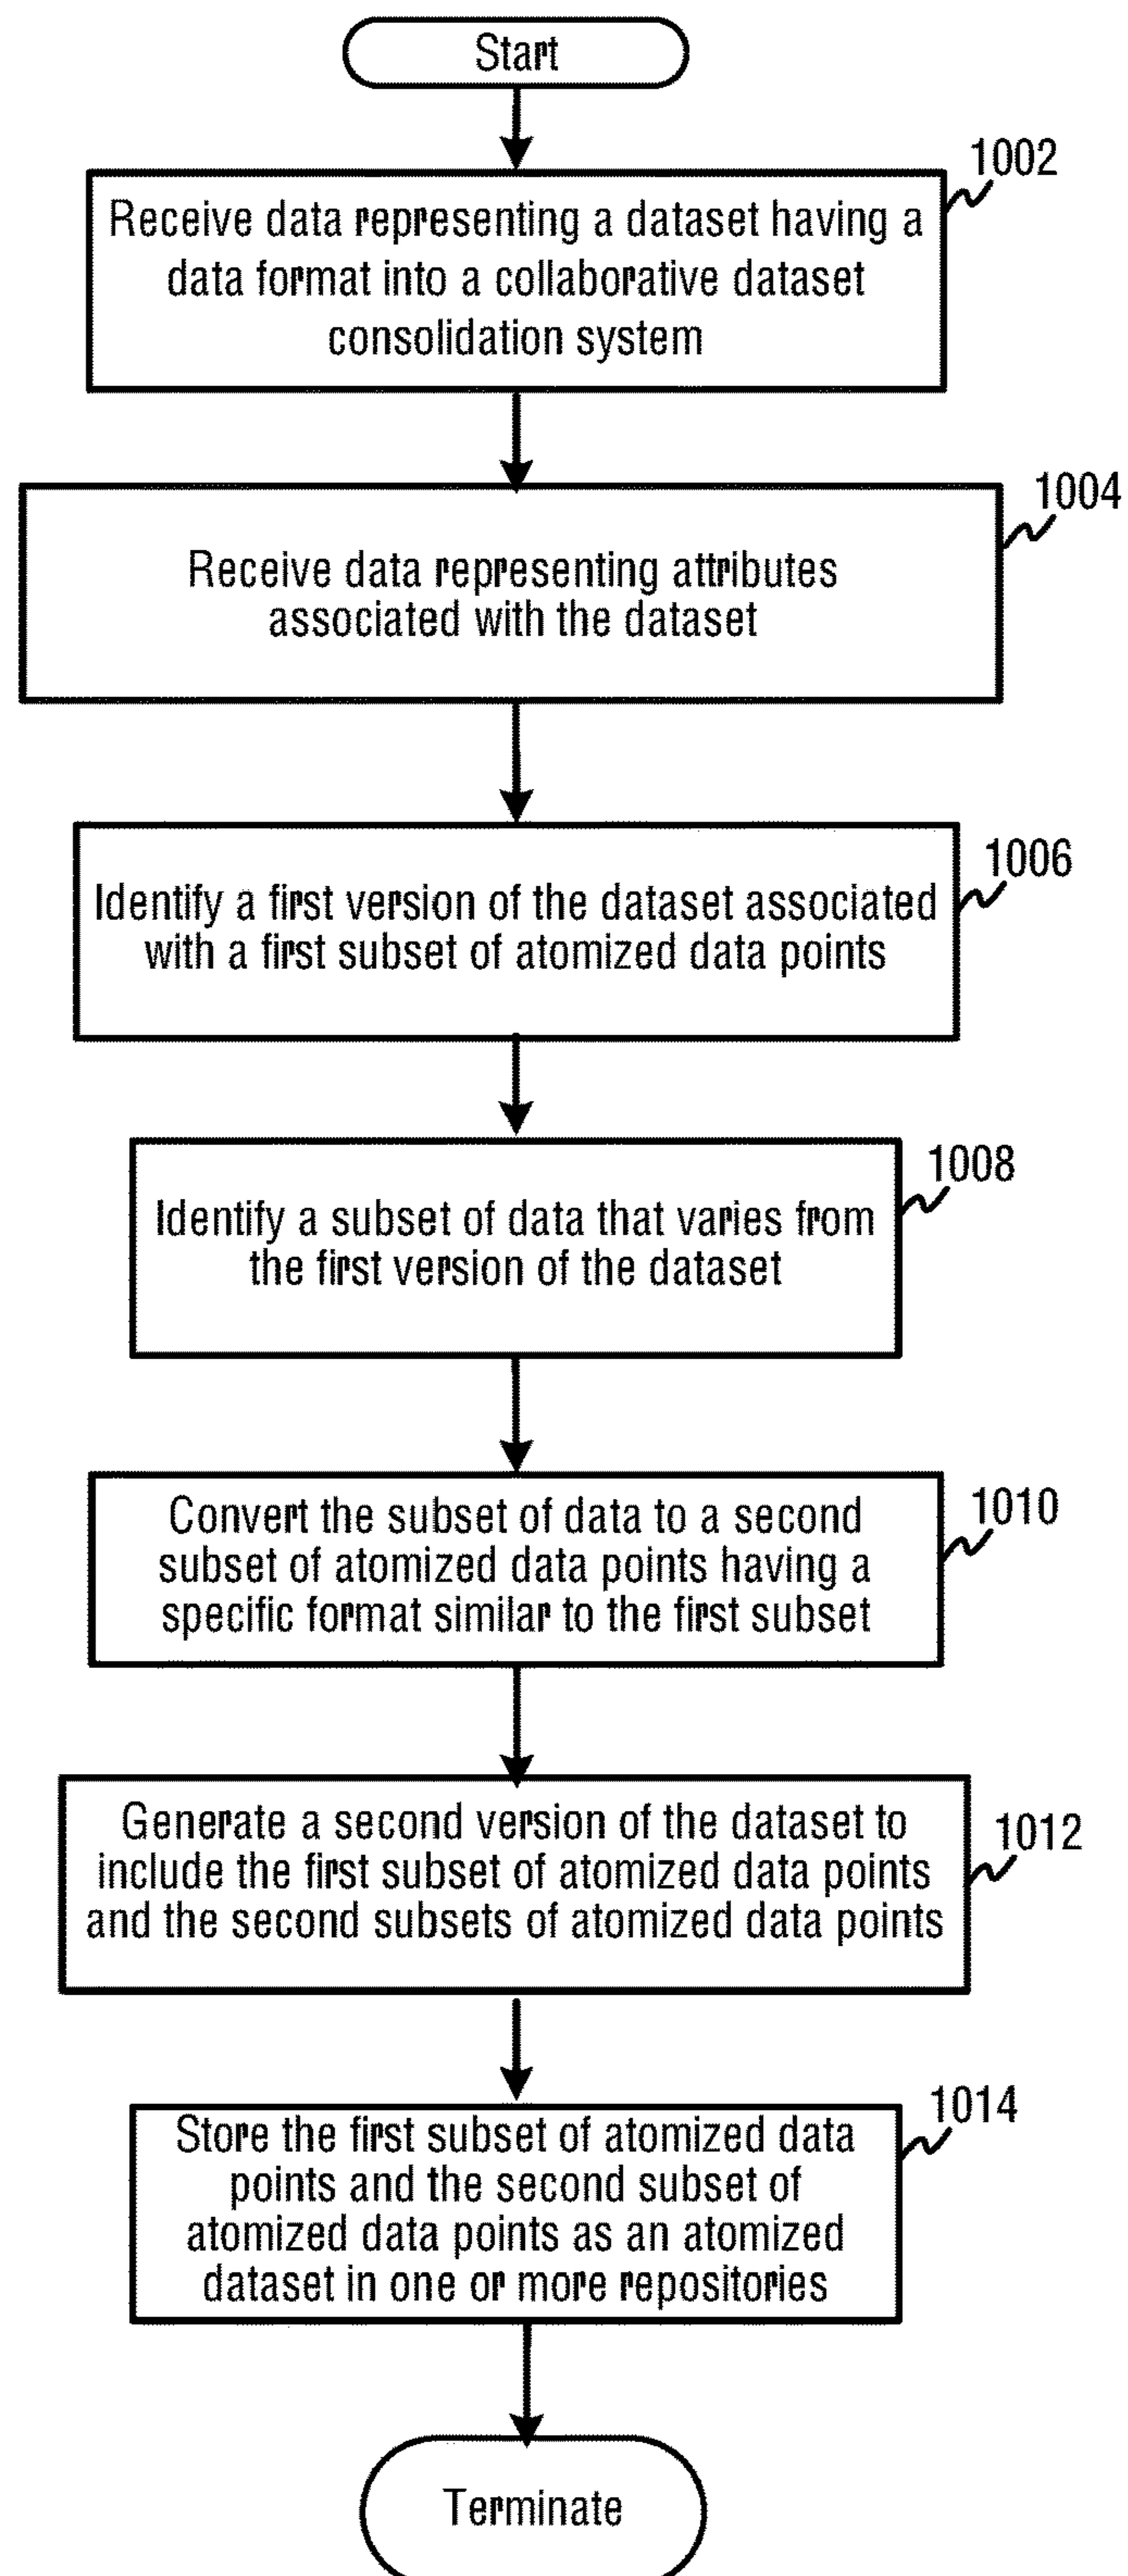 Start
1002
Receive data representing a dataset having a
data format into a collaborative dataset
consolidation system
1004
Receive data representing attributes
associated with the dataset
1006
Identify a first version of the dataset associated
with a first subset of atomized data points
1008
Identify a subset of data that varies from
the first version of the dataset
1010
Convert the subset of data to a second
subset of atomized data points having a
specific format similar to the first subset
1012
Generate a second version of the dataset to
include the first subset of atomized data points
and the second subsets of atomized data points
1014
Store the first subset of atomized data
points and the second subset of
atomized data points as an atomized
dataset in one or more repositories
Terminate